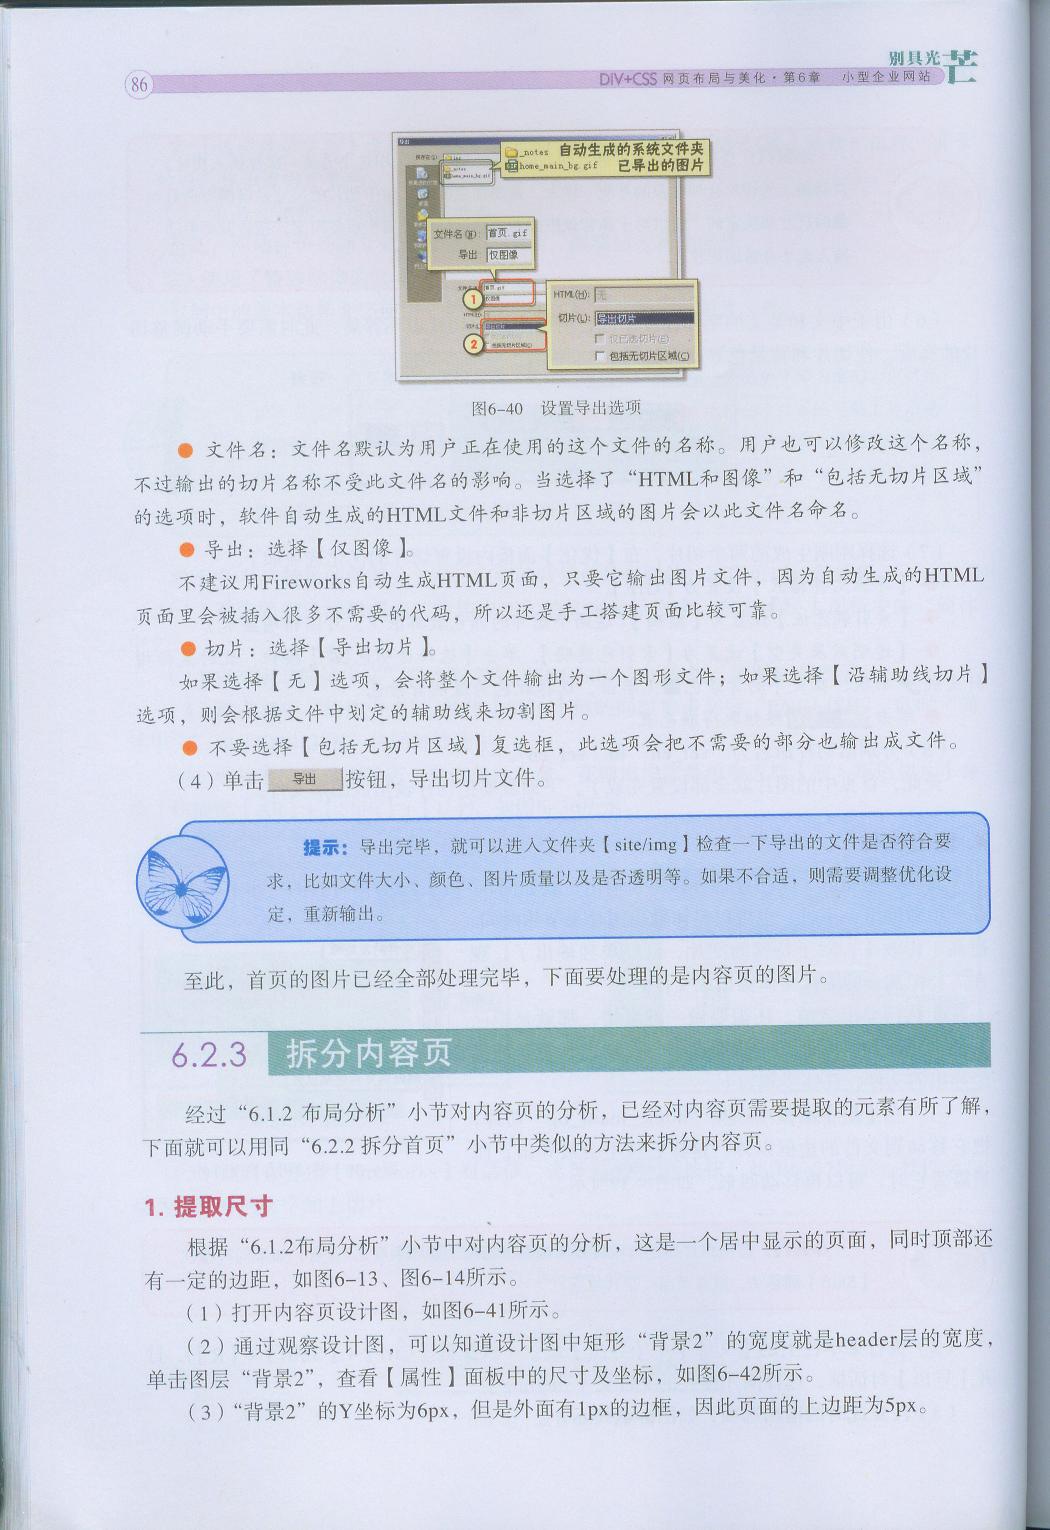 别具光芒
86
DIV+CSS 网页布局与美化·第6章 小型企业网站
_notes 自动生成的系统文件夹
home_main_bg.gif 已导出的图片
文件名(N): 首页.gif
导出: 仅图像
1
HTML(H): 无
切片(L): 导出切片
仅已选切片(E)
2
包括无切片区域(C)
图6-40 设置导出选项
● 文件名：文件名默认为用户正在使用的这个文件的名称。用户也可以修改这个名称，
不过输出的切片名称不受此文件名的影响。当选择了“HTML和图像”和“包括无切片区域”
的选项时，软件自动生成的HTML文件和非切片区域的图片会以此文件名命名。
● 导出：选择【仅图像】。
不建议用Fireworks自动生成HTML页面，只要它输出图片文件，因为自动生成的HTML
页面里会被插入很多不需要的代码，所以还是手工搭建页面比较可靠。
● 切片：选择【导出切片】。
如果选择【无】选项，会将整个文件输出为一个图形文件；如果选择【沿辅助线切片】
选项，则会根据文件中划定的辅助线来切割图片。
● 不要选择【包括无切片区域】复选框，此选项会把不需要的部分也输出成文件。
（4）单击 导出 按钮，导出切片文件。
提示：导出完毕，就可以进入文件夹【site/img】检查一下导出的文件是否符合要
求，比如文件大小、颜色、图片质量以及是否透明等。如果不合适，则需要调整优化设
定，重新输出。
至此，首页的图片已经全部处理完毕，下面要处理的是内容页的图片。
6.2.3 拆分内容页
经过“6.1.2 布局分析”小节对内容页的分析，已经对内容页需要提取的元素有所了解，
下面就可以用同“6.2.2 拆分首页”小节中类似的方法来拆分内容页。
1. 提取尺寸
根据“6.1.2布局分析”小节中对内容页的分析，这是一个居中显示的页面，同时顶部还
有一定的边距，如图6-13、图6-14所示。
（1）打开内容页设计图，如图6-41所示。
（2）通过观察设计图，可以知道设计图中矩形“背景2”的宽度就是header层的宽度，
单击图层“背景2”，查看【属性】面板中的尺寸及坐标，如图6-42所示。
（3）“背景2”的Y坐标为6px，但是外面有1px的边框，因此页面的上边距为5px。